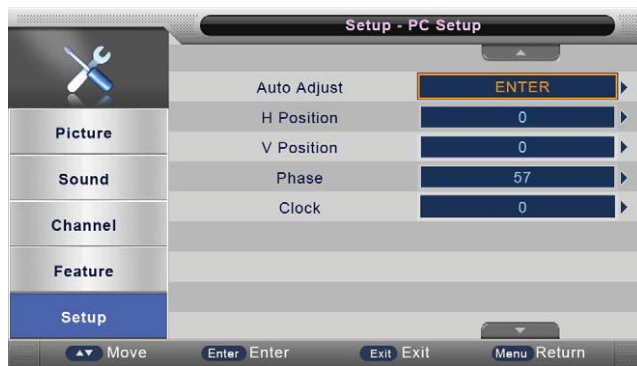 Setup - PC Setup
Auto Adjust ENTER
H Position 0
V Position 0
Phase 57
Clock 0
Picture
Sound
Channel
Feature
Setup
Move Enter Enter Exit Exit Menu Return